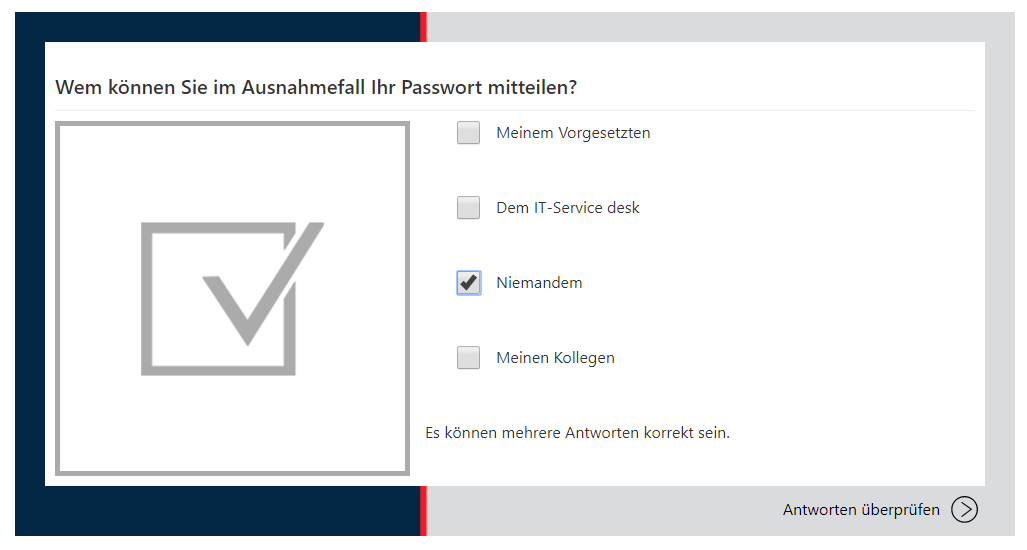 Wem können Sie im Ausnahmefall Ihr Passwort mitteilen?
Meinem Vorgesetzten
Dem IT-Service desk
Niemandem
Meinen Kollegen
Es können mehrere Antworten korrekt sein.
Antworten überprüfen